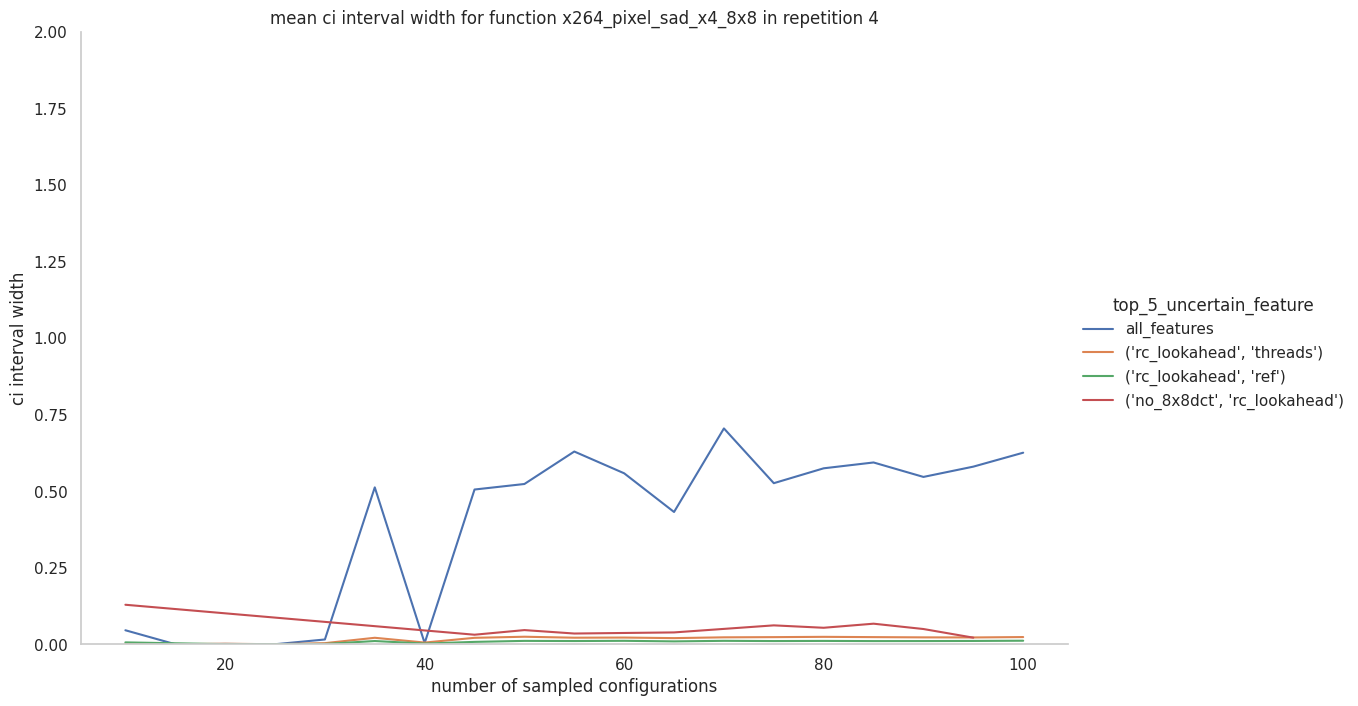 mean ci interval width for function x264_pixel_sad_x4_8x8 in repetition 4
2.00
1.75
1.50
1.25
1.00
0.75
0.50
0.25
0.00
ci interval width
20
40
60
80
100
number of sampled configurations
top_5_uncertain_feature
all_features
('rc_lookahead', 'threads')
('rc_lookahead', 'ref')
('no_8x8dct', 'rc_lookahead')